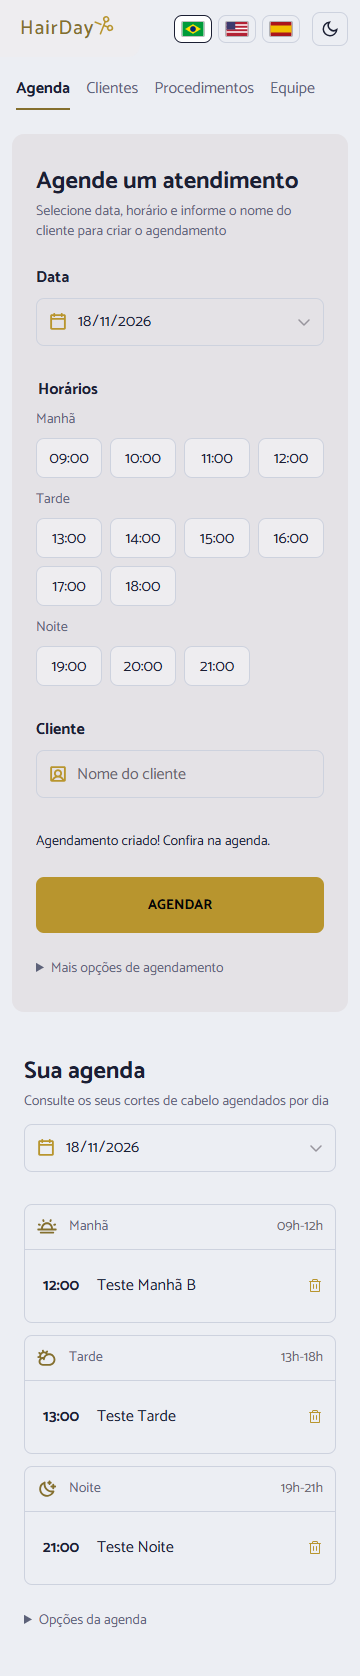 HairDay
Agenda Clientes Procedimentos Equipe
Agende um atendimento
Selecione data, horário e informe o nome do
cliente para criar o agendamento
Data
18/11/2026
Horários
Manhã
09:00 10:00 11:00 12:00
Tarde
13:00 14:00 15:00 16:00
17:00 18:00
Noite
19:00 20:00 21:00
Cliente
Nome do cliente
Agendamento criado! Confira na agenda.
AGENDAR
Mais opções de agendamento
Sua agenda
Consulte os seus cortes de cabelo agendados por dia
18/11/2026
Manhã 09h-12h
12:00 Teste Manhã B
Tarde 13h-18h
13:00 Teste Tarde
Noite 19h-21h
21:00 Teste Noite
Opções da agenda